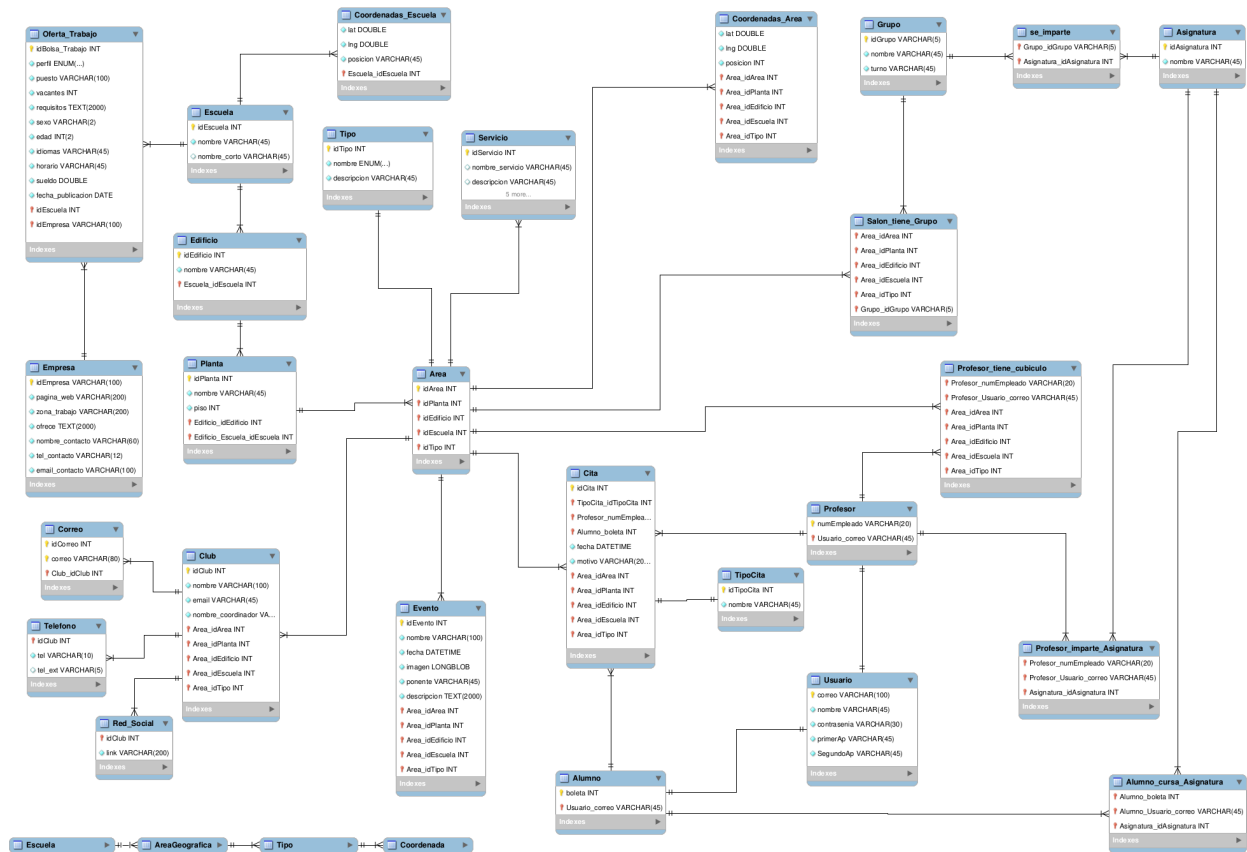 Oferta_Trabajo
idBolsa_Trabajo INT
perfil ENUM(...)
puesto VARCHAR(100)
vacantes INT
requisitos TEXT(2000)
sexo VARCHAR(2)
edad INT(2)
idiomas VARCHAR(45)
horario VARCHAR(45)
sueldo DOUBLE
fecha_publicacion DATE
idEscuela INT
idEmpresa VARCHAR(100)
Indexes
Coordenadas_Escuela
lat DOUBLE
lng DOUBLE
posicion VARCHAR(45)
Escuela_idEscuela INT
Indexes
Coordenadas_Area
lat DOUBLE
lng DOUBLE
posicion INT
Area_idArea INT
Area_idPlanta INT
Area_idEdificio INT
Area_idEscuela INT
Area_idTipo INT
Indexes
Grupo
idGrupo VARCHAR(5)
nombre VARCHAR(45)
turno VARCHAR(45)
Indexes
se_imparte
Grupo_idGrupo VARCHAR(5)
Asignatura_idAsignatura INT
Indexes
Asignatura
idAsignatura INT
nombre VARCHAR(45)
Indexes
Escuela
idEscuela INT
nombre VARCHAR(45)
nombre_corto VARCHAR(45)
Indexes
Tipo
idTipo INT
nombre ENUM(...)
descripcion VARCHAR(45)
Indexes
Servicio
idServicio INT
nombre_servicio VARCHAR(45)
descripcion VARCHAR(45)
5 more...
Indexes
Salon_tiene_Grupo
Area_idArea INT
Area_idPlanta INT
Area_idEdificio INT
Area_idEscuela INT
Area_idTipo INT
Grupo_idGrupo VARCHAR(5)
Indexes
Edificio
idEdificio INT
nombre VARCHAR(45)
Escuela_idEscuela INT
Indexes
Empresa
idEmpresa VARCHAR(100)
pagina_web VARCHAR(200)
zona_trabajo VARCHAR(200)
ofrece TEXT(2000)
nombre_contacto VARCHAR(60)
tel_contacto VARCHAR(12)
email_contacto VARCHAR(100)
Indexes
Planta
idPlanta INT
nombre VARCHAR(45)
piso INT
Edificio_idEdificio INT
Edificio_Escuela_idEscuela INT
Indexes
Area
idArea INT
idPlanta INT
idEdificio INT
idEscuela INT
idTipo INT
Indexes
Profesor_tiene_cubiculo
Profesor_numEmpleado VARCHAR(20)
Profesor_Usuario_correo VARCHAR(45)
Area_idArea INT
Area_idPlanta INT
Area_idEdificio INT
Area_idEscuela INT
Area_idTipo INT
Indexes
Cita
idCita INT
TipoCita_idTipoCita INT
Profesor_numEmplea...
Alumno_boleta INT
fecha DATETIME
motivo VARCHAR(20...
Area_idArea INT
Area_idPlanta INT
Area_idEdificio INT
Area_idEscuela INT
Area_idTipo INT
Indexes
Profesor
numEmpleado VARCHAR(20)
Usuario_correo VARCHAR(45)
Indexes
Correo
idCorreo INT
correo VARCHAR(80)
Club_idClub INT
Indexes
Club
idClub INT
nombre VARCHAR(100)
email VARCHAR(45)
nombre_coordinador VA...
Area_idArea INT
Area_idPlanta INT
Area_idEdificio INT
Area_idEscuela INT
Area_idTipo INT
Indexes
TipoCita
idTipoCita INT
nombre VARCHAR(45)
Indexes
Evento
idEvento INT
nombre VARCHAR(100)
fecha DATETIME
imagen LONGBLOB
ponente VARCHAR(45)
descripcion TEXT(2000)
Area_idArea INT
Area_idPlanta INT
Area_idEdificio INT
Area_idEscuela INT
Area_idTipo INT
Indexes
Telefono
idClub INT
tel VARCHAR(10)
tel_ext VARCHAR(5)
Indexes
Profesor_imparte_Asignatura
Profesor_numEmpleado VARCHAR(20)
Profesor_Usuario_correo VARCHAR(45)
Asignatura_idAsignatura INT
Indexes
Usuario
correo VARCHAR(100)
nombre VARCHAR(45)
contrasenia VARCHAR(30)
primerAp VARCHAR(45)
SegundoAp VARCHAR(45)
Indexes
Red_Social
idClub INT
link VARCHAR(200)
Indexes
Alumno
boleta INT
Usuario_correo VARCHAR(45)
Indexes
Alumno_cursa_Asignatura
Alumno_boleta INT
Alumno_Usuario_correo VARCHAR(45)
Asignatura_idAsignatura INT
Indexes
Escuela
AreaGeografica
Tipo
Coordenada